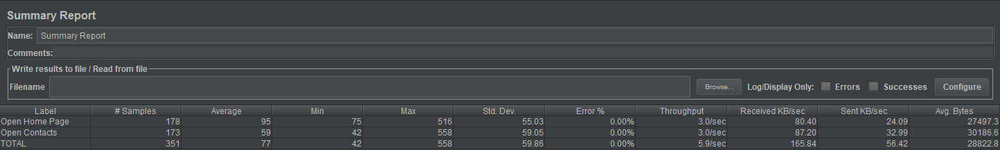 Summary Report
Name: Summary Report
Comments:
Write results to file / Read from file
Filename Browse... Log/Display Only: Errors Successes Configure
Label # Samples Average Min Max Std. Dev. Error % Throughput Received KB/sec Sent KB/sec Avg. Bytes
Open Home Page 178 95 75 516 55.03 0.00% 3.0/sec 80.40 24.09 27497.3
Open Contacts 173 59 42 558 59.05 0.00% 3.0/sec 87.20 32.99 30186.6
TOTAL 351 77 42 558 59.86 0.00% 5.9/sec 165.84 56.42 28822.8